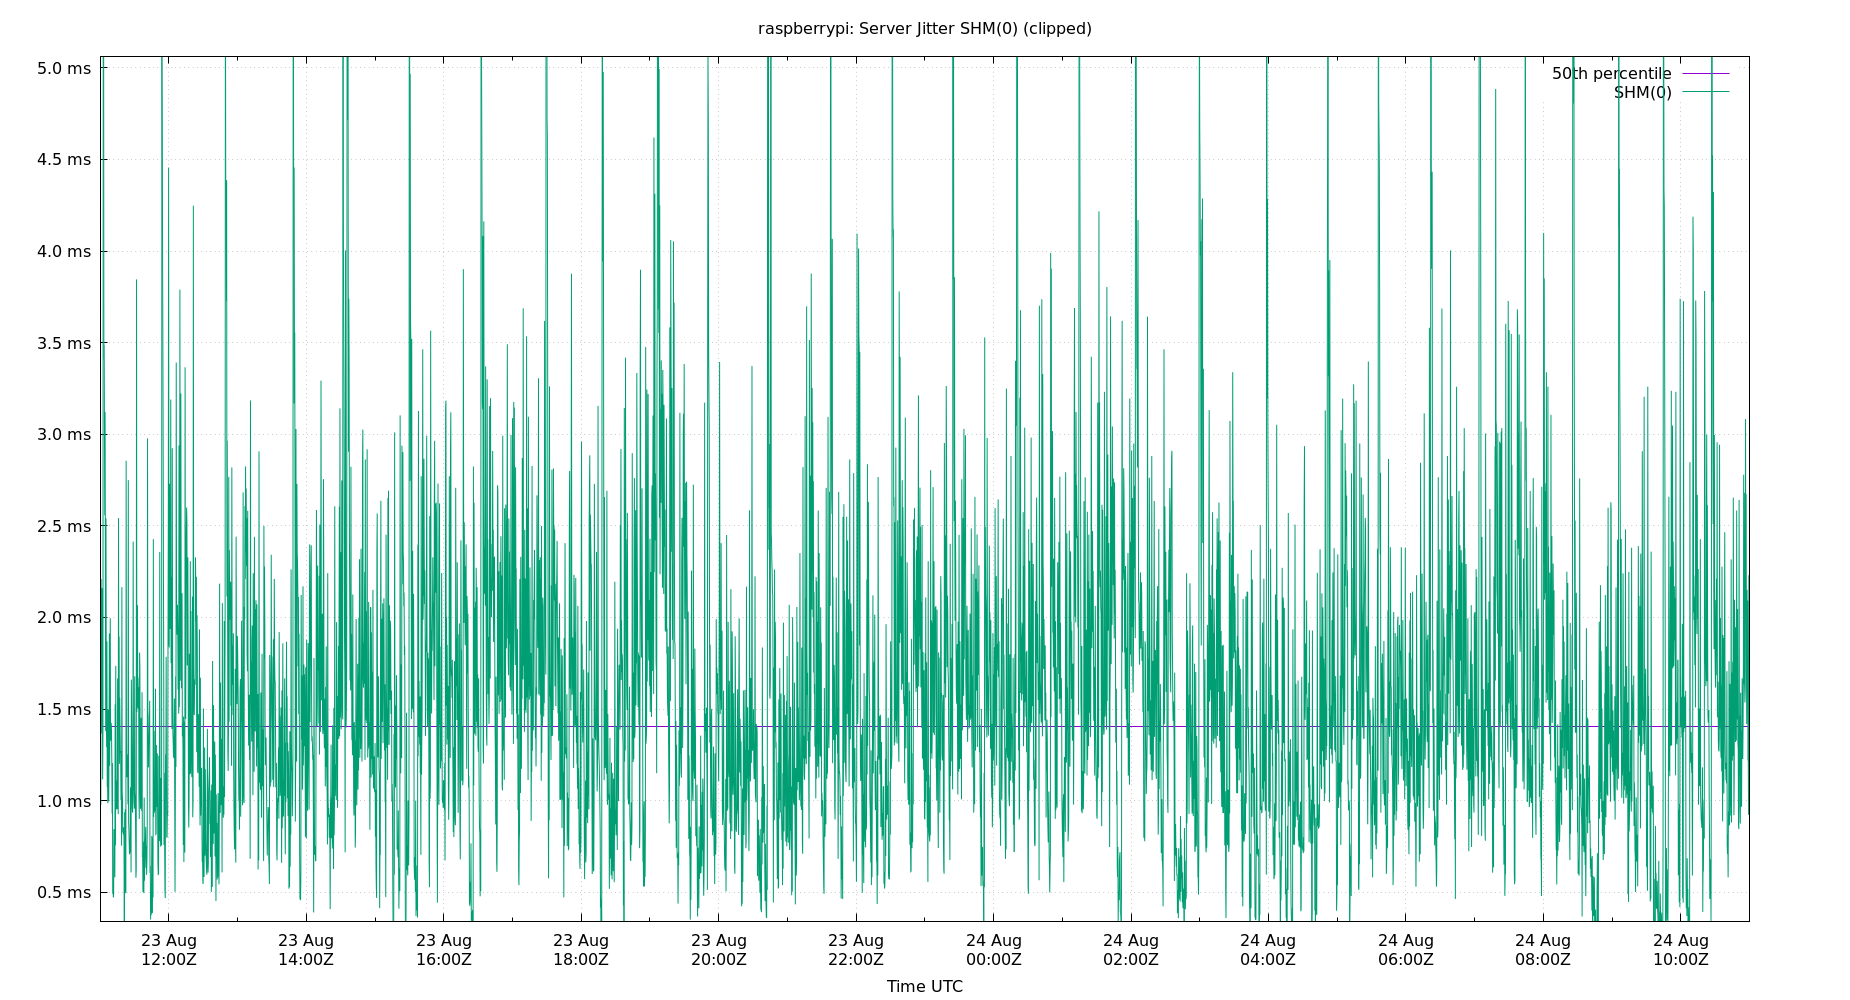 raspberrypi: Server Jitter SHM(0) (clipped)
5.0 ms
50th percentile
SHM(0)
4.5 ms
4.0 ms
3.5 ms
3.0 ms
2.5 ms
2.0 ms
1.5 ms
1.0 ms
0.5 ms
23 Aug 23 Aug 23 Aug 23 Aug 23 Aug 23 Aug 24 Aug 24 Aug 24 Aug 24 Aug 24 Aug 24 Aug
12:00Z 14:00Z 16:00Z 18:00Z 20:00Z 22:00Z 00:00Z 02:00Z 04:00Z 06:00Z 08:00Z 10:00Z
Time UTC